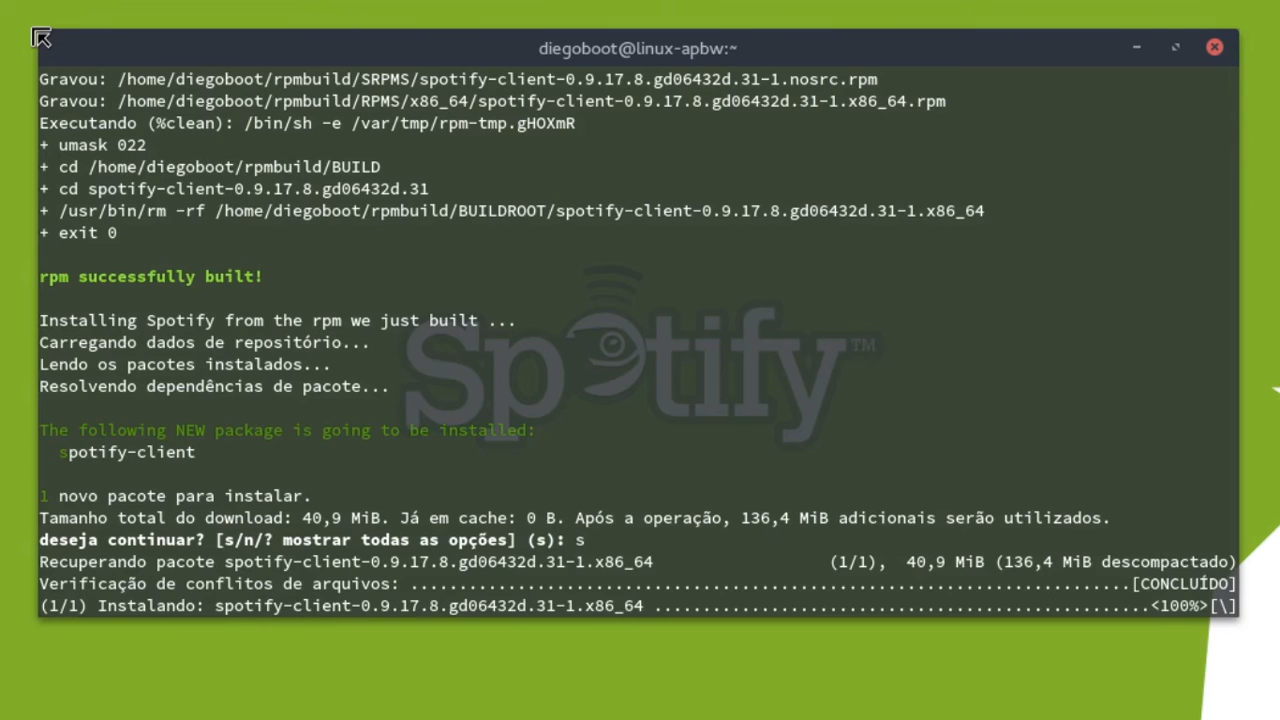 diegoboot@linux-apbw:~
Gravou: /home/diegoboot/rpmbuild/SRPMS/spotify-client-0.9.17.8.gd06432d.31-1.nosrc.rpm
Gravou: /home/diegoboot/rpmbuild/RPMS/x86_64/spotify-client-0.9.17.8.gd06432d.31-1.x86_64.rpm
Executando (%clean): /bin/sh -e /var/tmp/rpm-tmp.gHOXmR
+ umask 022
+ cd /home/diegoboot/rpmbuild/BUILD
+ cd spotify-client-0.9.17.8.gd06432d.31
+ /usr/bin/rm -rf /home/diegoboot/rpmbuild/BUILDROOT/spotify-client-0.9.17.8.gd06432d.31-1.x86_64
+ exit 0
rpm successfully built!
Installing Spotify from the rpm we just built ...
Carregando dados de repositório...
Lendo os pacotes instalados...
Resolvendo dependências de pacote...
Spotify™
The following NEW package is going to be installed:
spotify-client
1 novo pacote para instalar.
Tamanho total do download: 40,9 MiB. Já em cache: 0 B. Após a operação, 136,4 MiB adicionais serão utilizados.
deseja continuar? [s/n/? mostrar todas as opções] (s): s
Recuperando pacote spotify-client-0.9.17.8.gd06432d.31-1.x86_64 (1/1), 40,9 MiB (136,4 MiB descompactado)
Verificação de conflitos de arquivos: ..........................................................................[CONCLUÍDO]
(1/1) Instalando: spotify-client-0.9.17.8.gd06432d.31-1.x86_64 ...................................................<100%>[\]